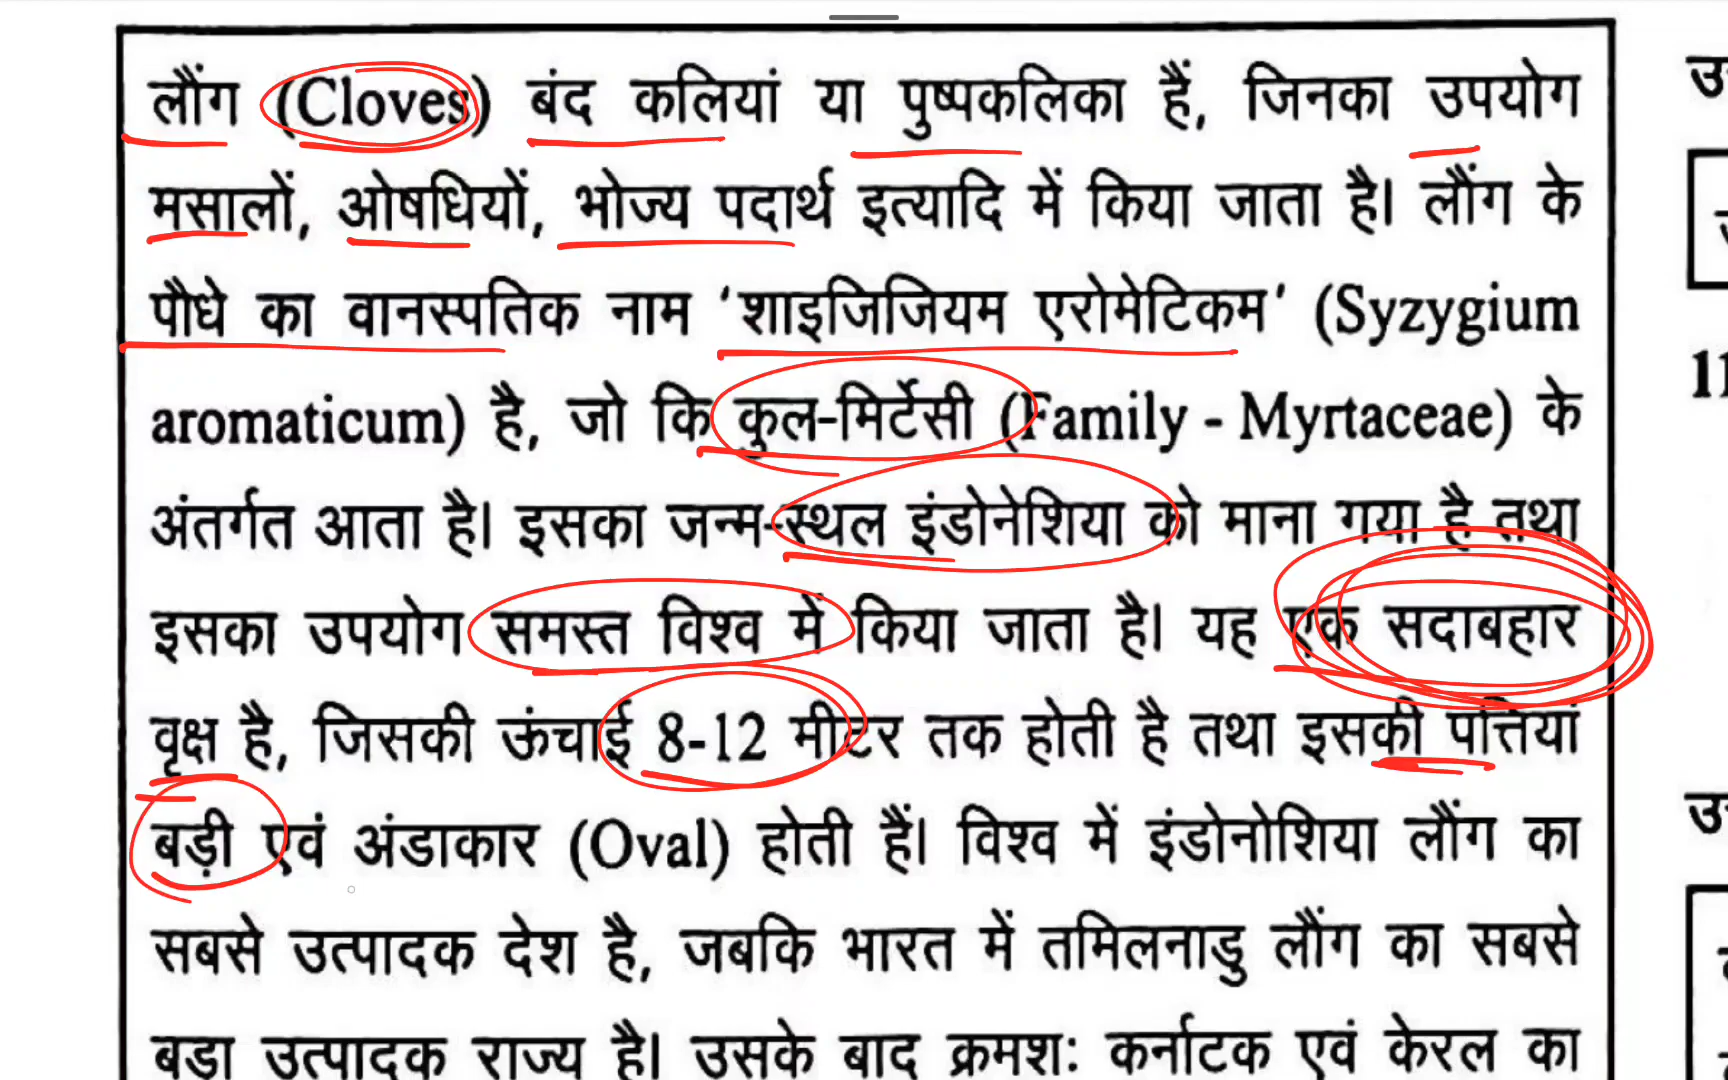 लौंग (Cloves) बंद कलियां या पुष्पकलिका हैं, जिनका उपयोग
मसालों, ओषधियों, भोज्य पदार्थ इत्यादि में किया जाता है। लौंग के
पौधे का वानस्पतिक नाम ‘शाइजिजियम एरोमेटिकम’ (Syzygium
aromaticum) है, जो कि कुल-मिर्टेसी (Family - Myrtaceae) के
अंतर्गत आता है। इसका जन्म-स्थल इंडोनेशिया को माना गया है तथा
इसका उपयोग समस्त विश्व में किया जाता है। यह एक सदाबहार
वृक्ष है, जिसकी ऊंचाई 8-12 मीटर तक होती है तथा इसकी पत्तियां
बड़ी एवं अंडाकार (Oval) होती हैं। विश्व में इंडोनोशिया लौंग का
सबसे उत्पादक देश है, जबकि भारत में तमिलनाडु लौंग का सबसे
बड़ा उत्पादक राज्य है। उसके बाद क्रमशः कर्नाटक एवं केरल का
11